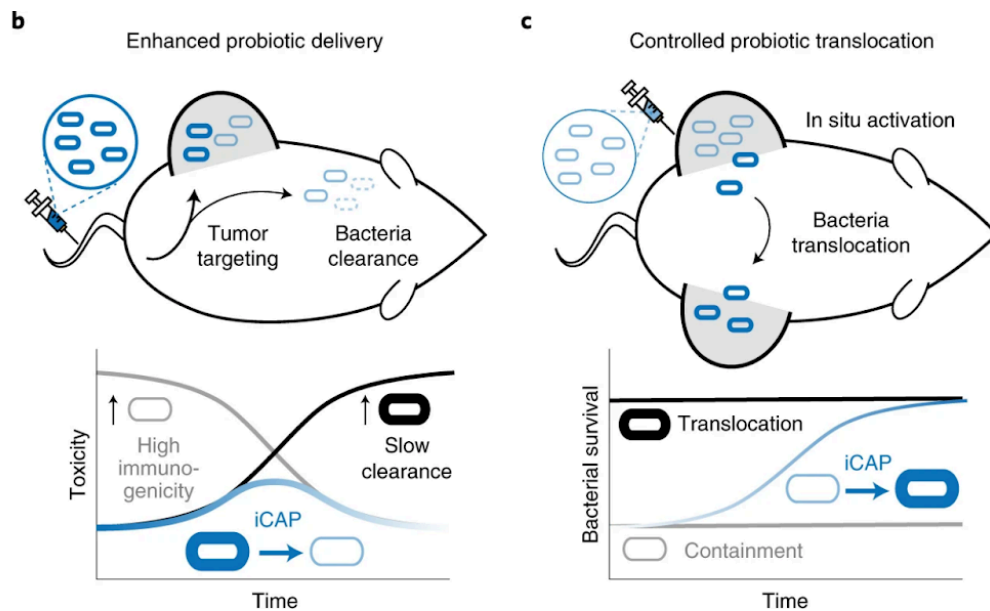 b
Enhanced probiotic delivery
Tumor
targeting
Bacteria
clearance
Toxicity
High
immuno-
genicity
Slow
clearance
iCAP
Time
c
Controlled probiotic translocation
In situ activation
Bacteria
translocation
Bacterial survival
Translocation
iCAP
Containment
Time